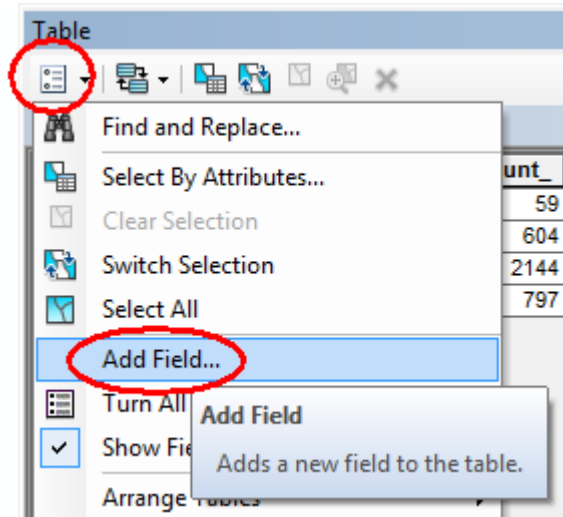 Table
Find and Replace...
unt_
Select By Attributes...
59
Clear Selection
604
Switch Selection
2144
Select All
797
Add Field...
Turn All
Add Field
Show Fie
Adds a new field to the table.
Arrange Tables